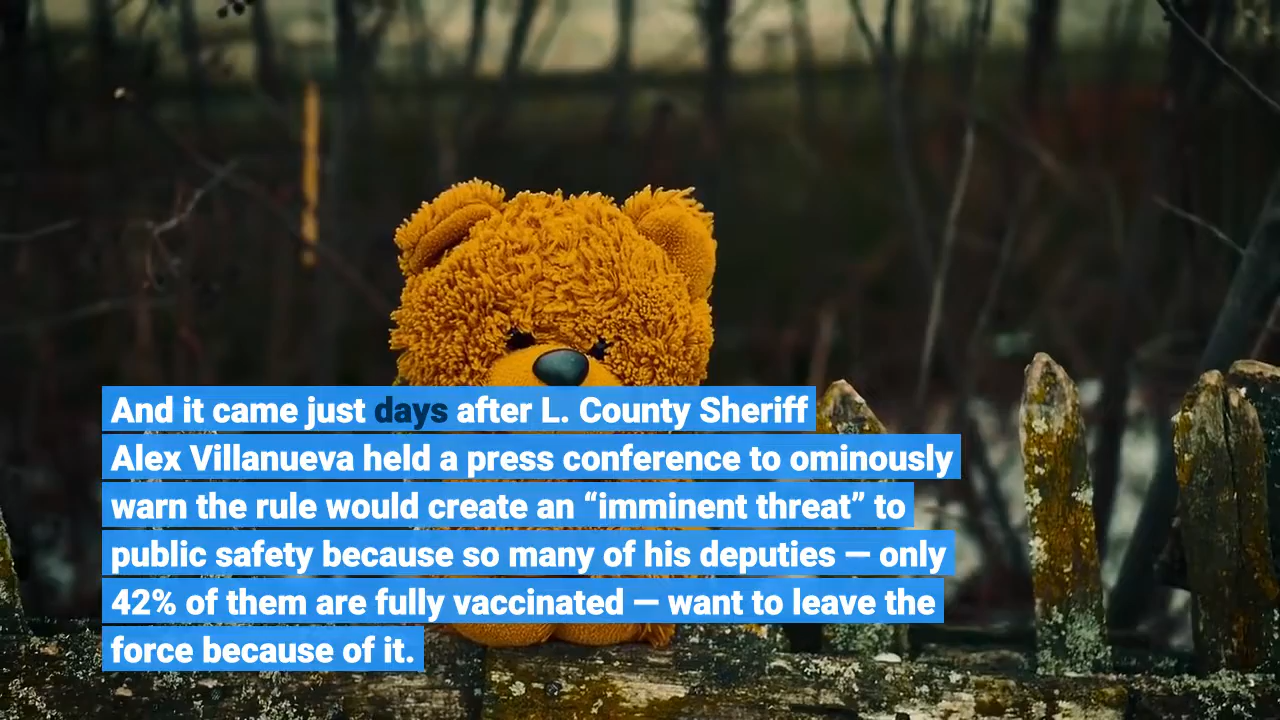 And it came just days after L. County Sheriff
Alex Villanueva held a press conference to ominously
warn the rule would create an “imminent threat” to
public safety because so many of his deputies — only
42% of them are fully vaccinated — want to leave the
force because of it.